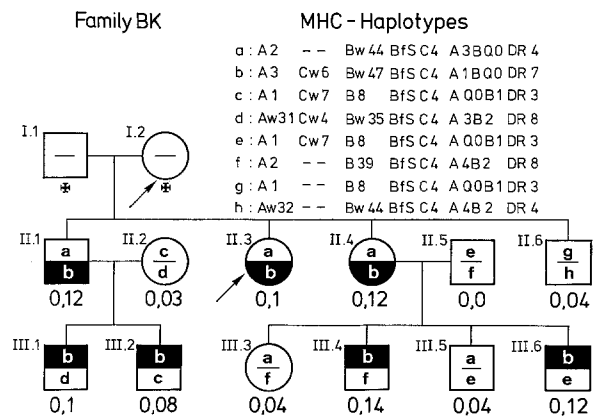 Family BK
MHC-Haplotypes
a : A2 -- Bw44 BfS C4 A3BQ0 DR4
b : A3 Cw6 Bw47 BfS C4 A1BQ0 DR7
c : A1 Cw7 B8 BfS C4 AQ0B1 DR3
d : Aw31 Cw4 Bw35 BfS C4 A3B2 DR8
e : A1 Cw7 B8 BfS C4 AQ0B1 DR3
f : A2 -- B39 BfS C4 A4B2 DR8
g : A1 -- B8 BfS C4 AQ0B1 DR3
h : Aw32 -- Bw44 BfS C4 A4B2 DR4
I.1 I.2
II.1 II.2 II.3 II.4 II.5 II.6
a c a a e g
b d b b f h
0,12 0,03 0,1 0,12 0,0 0,04
III.1 III.2 III.3 III.4 III.5 III.6
b b a b a b
d c f f e e
0,1 0,08 0,04 0,14 0,04 0,12